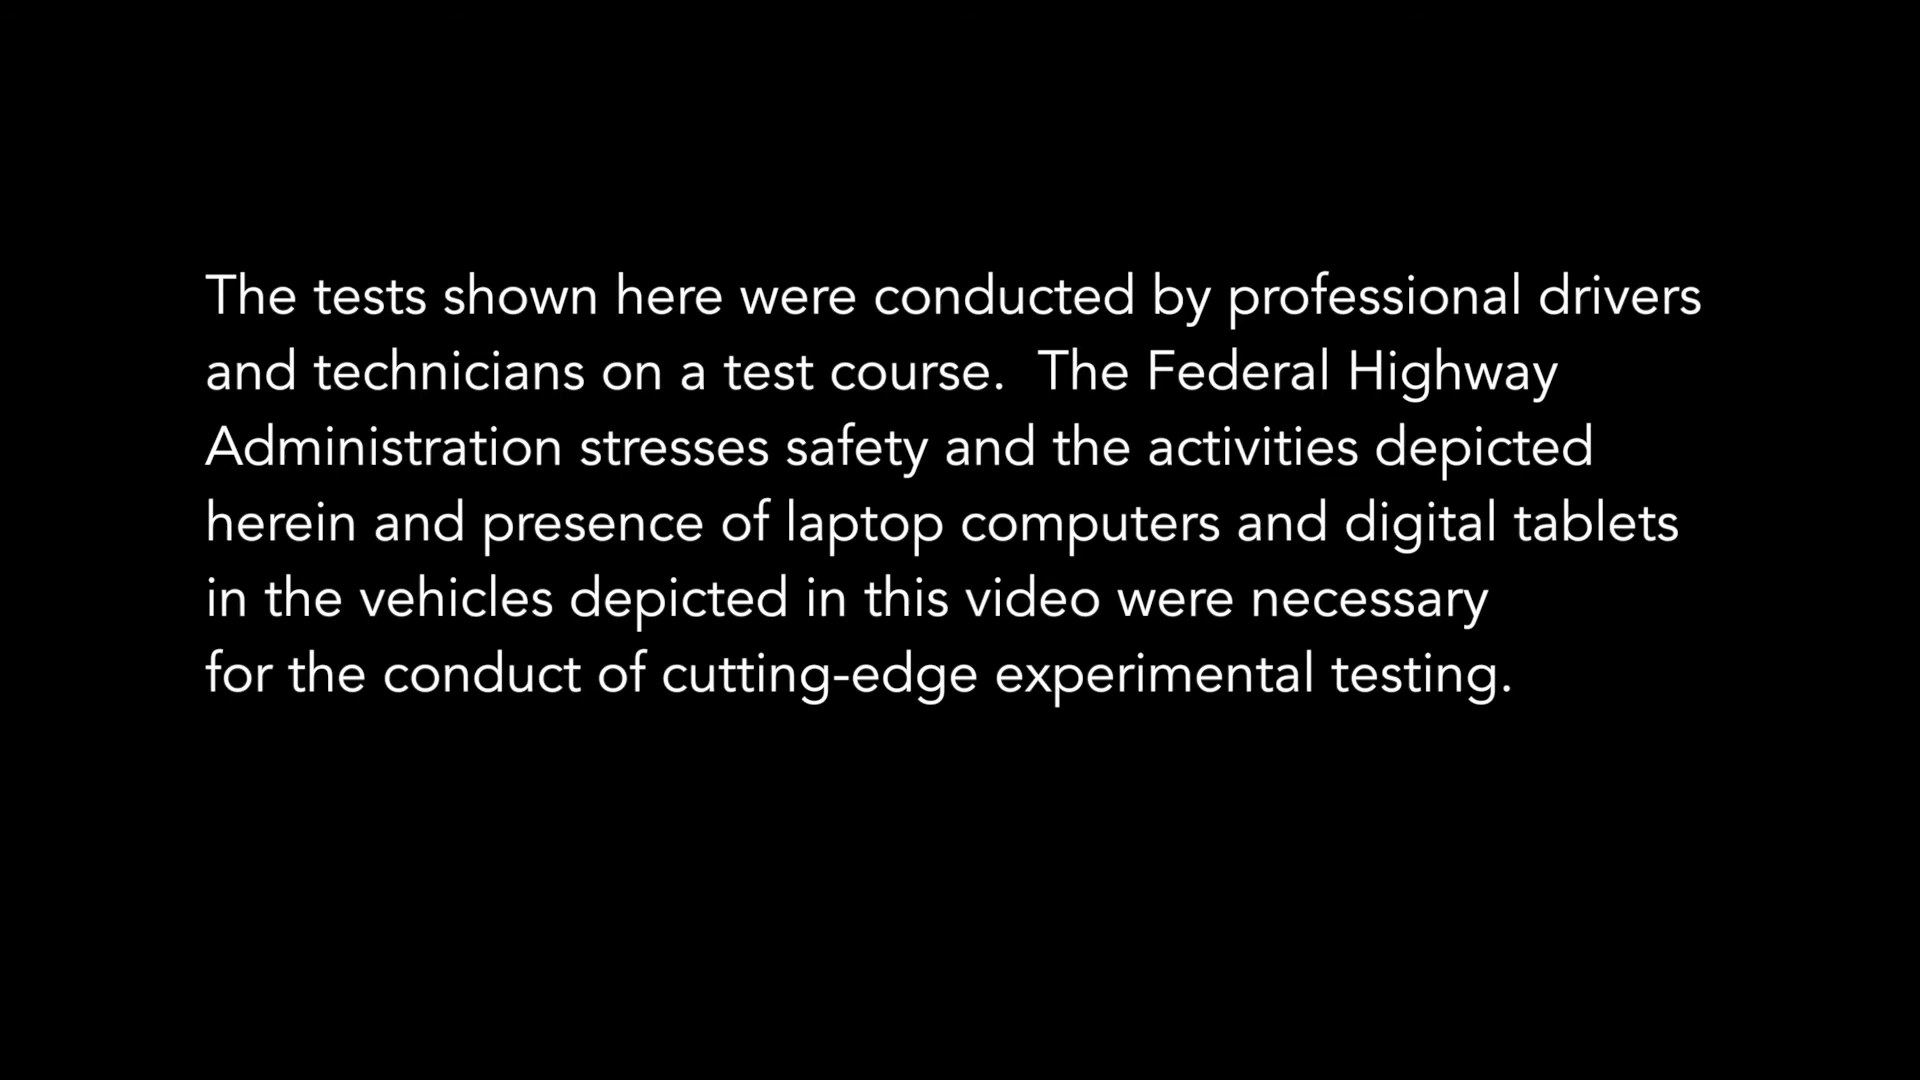 The tests shown here were conducted by professional drivers
and technicians on a test course.  The Federal Highway
Administration stresses safety and the activities depicted
herein and presence of laptop computers and digital tablets
in the vehicles depicted in this video were necessary
for the conduct of cutting-edge experimental testing.